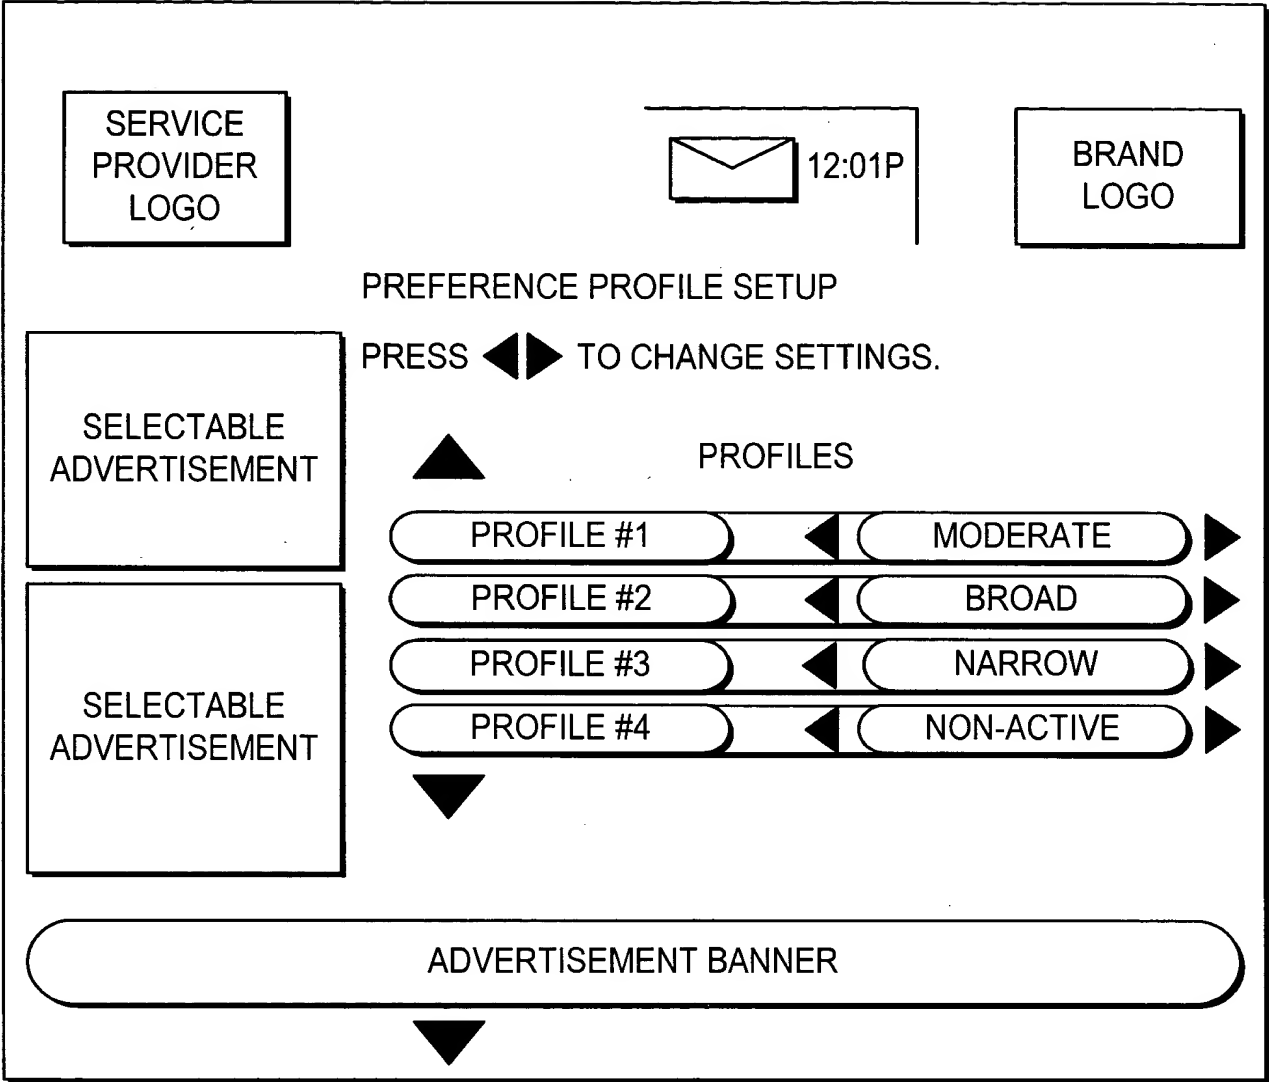 SERVICE
PROVIDER
LOGO
12:01P
BRAND
LOGO
PREFERENCE PROFILE SETUP
PRESS ◀▶ TO CHANGE SETTINGS.
SELECTABLE
ADVERTISEMENT
PROFILES
PROFILE #1 MODERATE
PROFILE #2 BROAD
PROFILE #3 NARROW
PROFILE #4 NON-ACTIVE
SELECTABLE
ADVERTISEMENT
ADVERTISEMENT BANNER